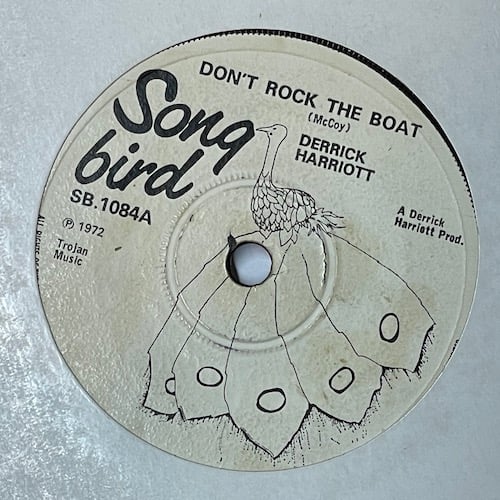 DON'T ROCK THE BOAT
(McCoy)
DERRICK
HARRIOTT
Song
bird
SB.1084A
℗ 1972
Trojan
Music
A Derrick
Harriott Prod.